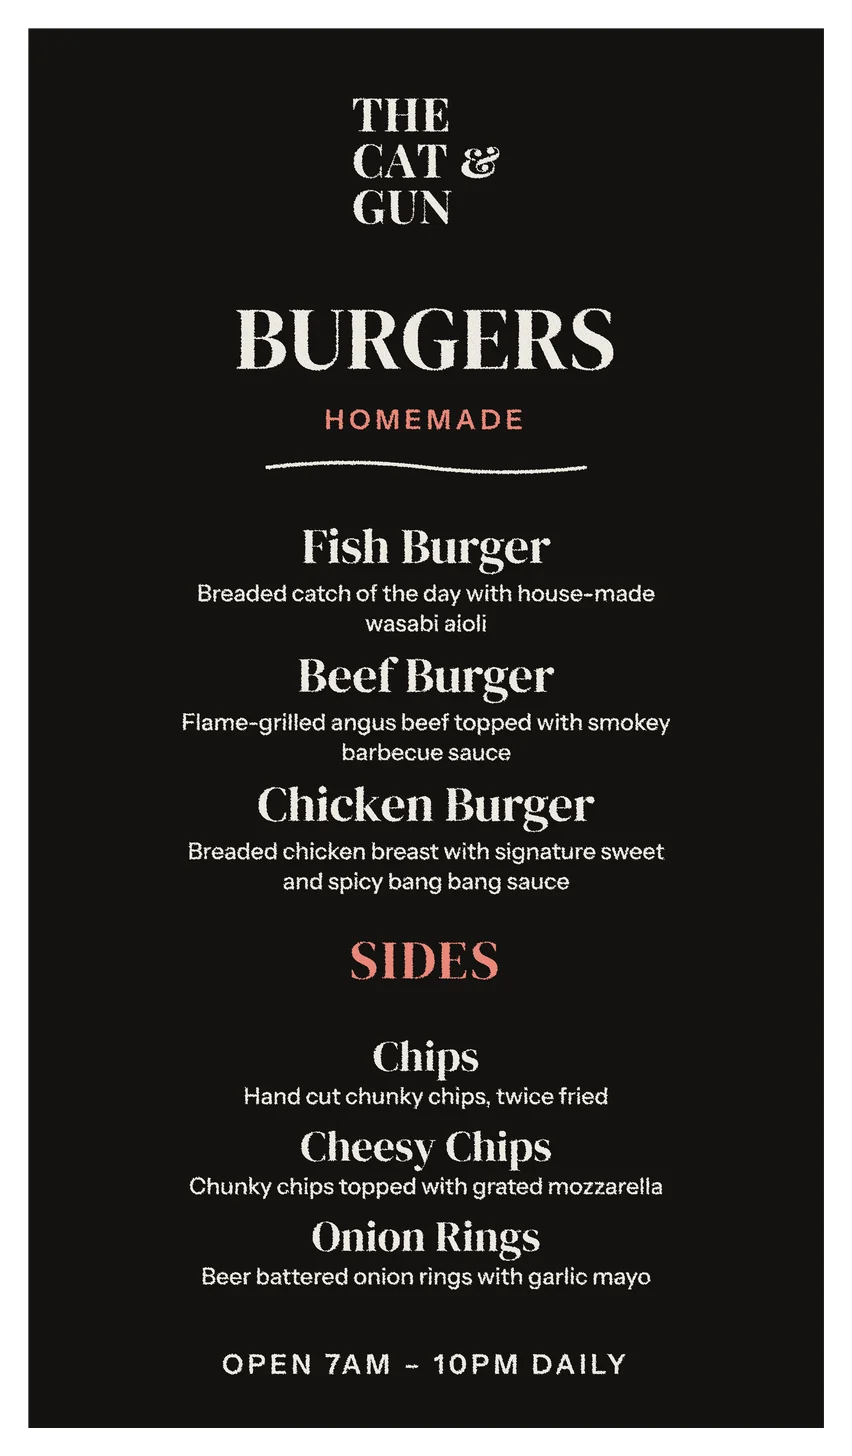 THE
CAT &
GUN
BURGERS
HOMEMADE
Fish Burger
Breaded catch of the day with house-made
wasabi aioli
Beef Burger
Flame-grilled angus beef topped with smokey
barbecue sauce
Chicken Burger
Breaded chicken breast with signature sweet
and spicy bang bang sauce
SIDES
Chips
Hand cut chunky chips, twice fried
Cheesy Chips
Chunky chips topped with grated mozzarella
Onion Rings
Beer battered onion rings with garlic mayo
OPEN 7AM - 10PM DAILY